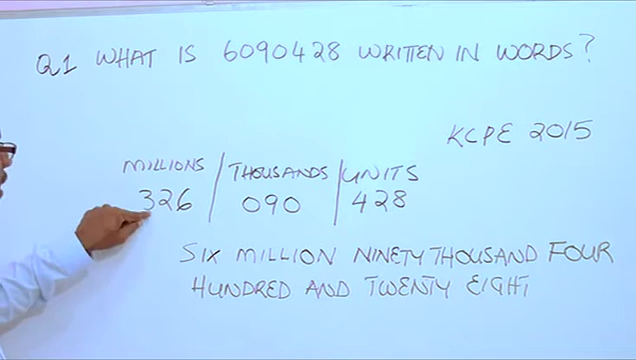 Q1 WHAT IS 6090428 WRITTEN IN WORDS?
KCPE 2015
MILLIONS / THOUSANDS / UNITS
326 / 090 / 428
SIX MILLION NINETY THOUSAND FOUR
HUNDRED AND TWENTY EIGHT